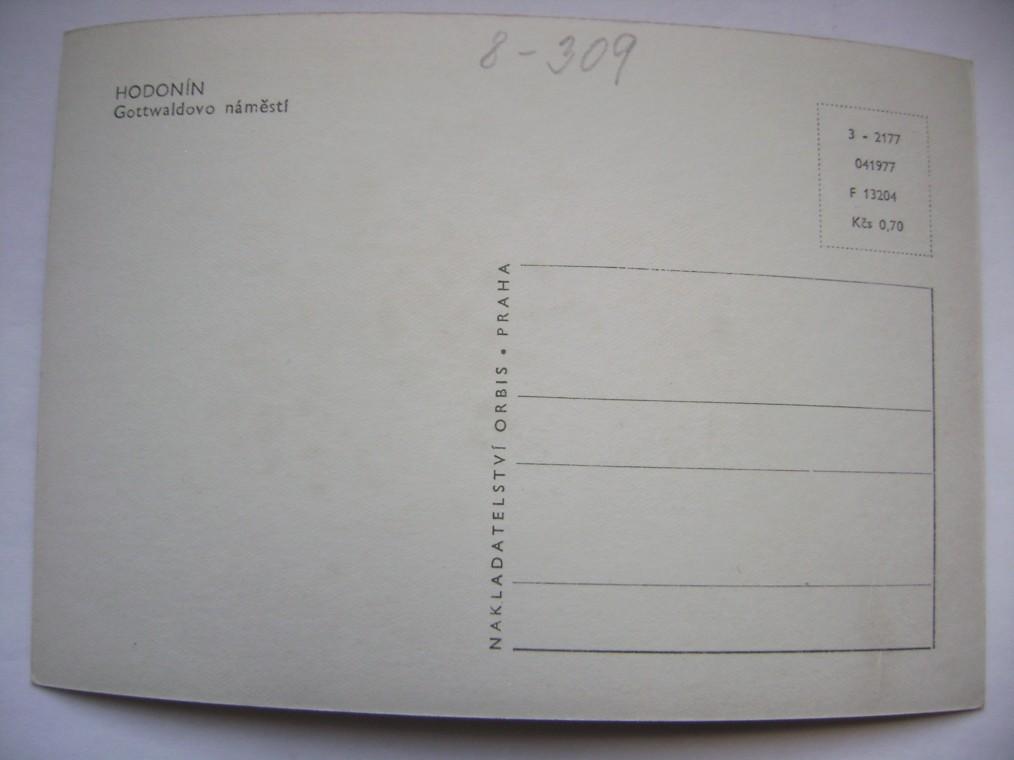 8-309
HODONÍN
Gottwaldovo náměstí
3 - 2177
041977
F 13204
Kčs 0,70
NAKLADATELSTVÍ ORBIS • PRAHA